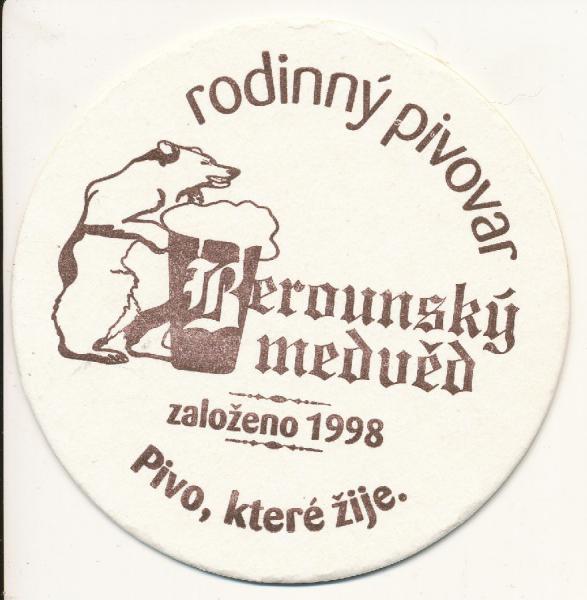 rodinný pivovar
Berounský
medvěd
založeno 1998
Pivo, které žije.